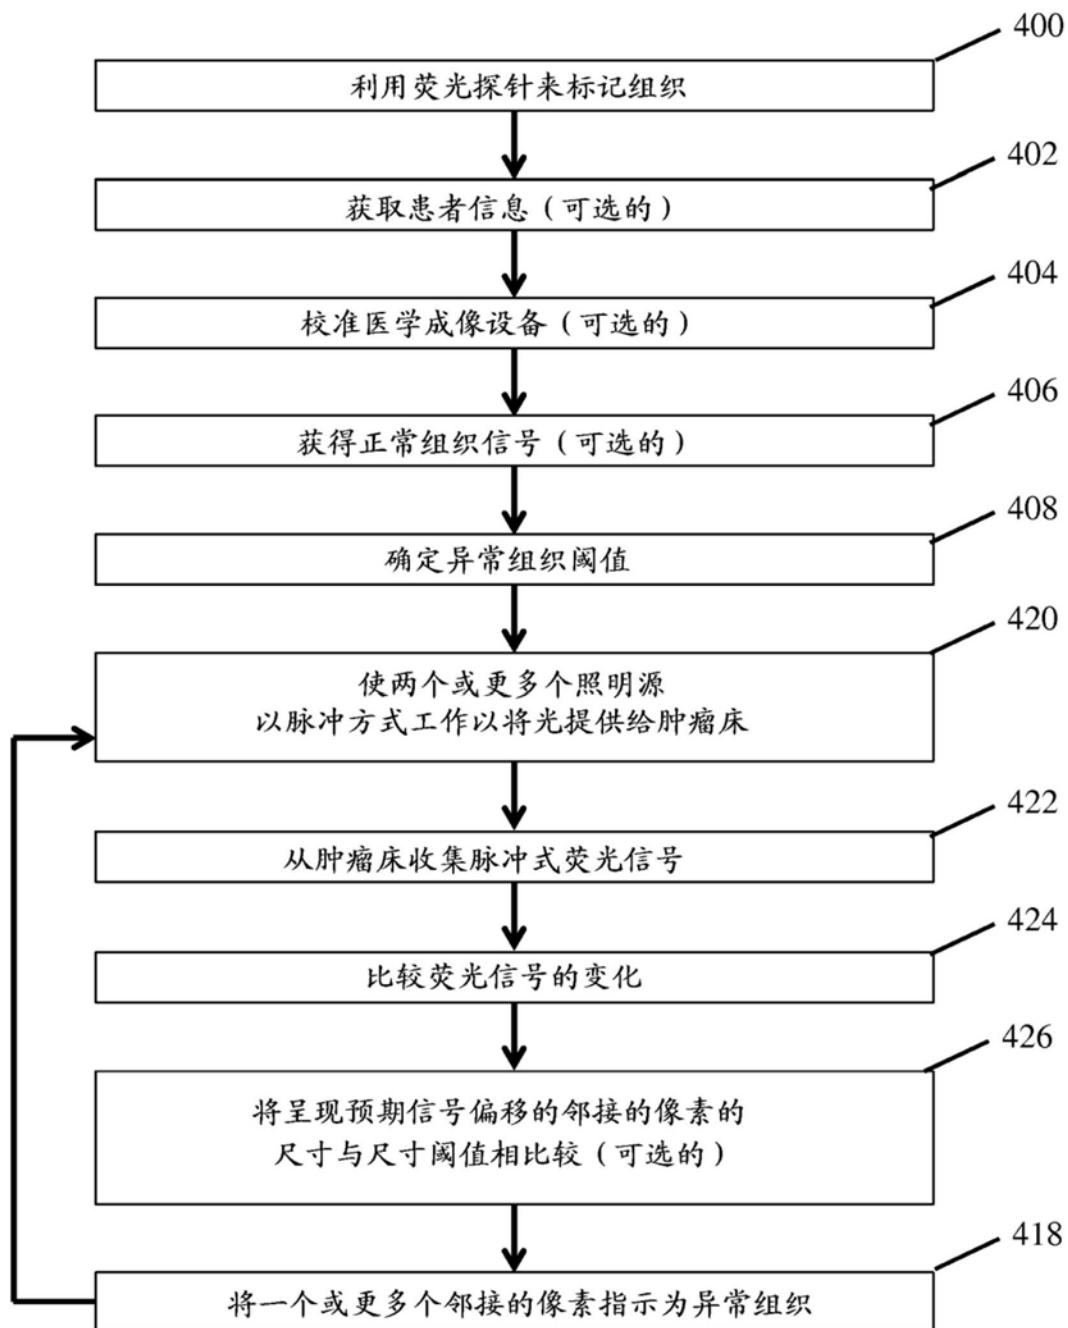 400
利用荧光探针来标记组织
402
获取患者信息（可选的）
404
校准医学成像设备（可选的）
406
获得正常组织信号（可选的）
408
确定异常组织阈值
420
使两个或更多个照明源
以脉冲方式工作以将光提供给肿瘤床
422
从肿瘤床收集脉冲式荧光信号
424
比较荧光信号的变化
426
将呈现预期信号偏移的邻接的像素的
尺寸与尺寸阈值相比较（可选的）
418
将一个或更多个邻接的像素指示为异常组织